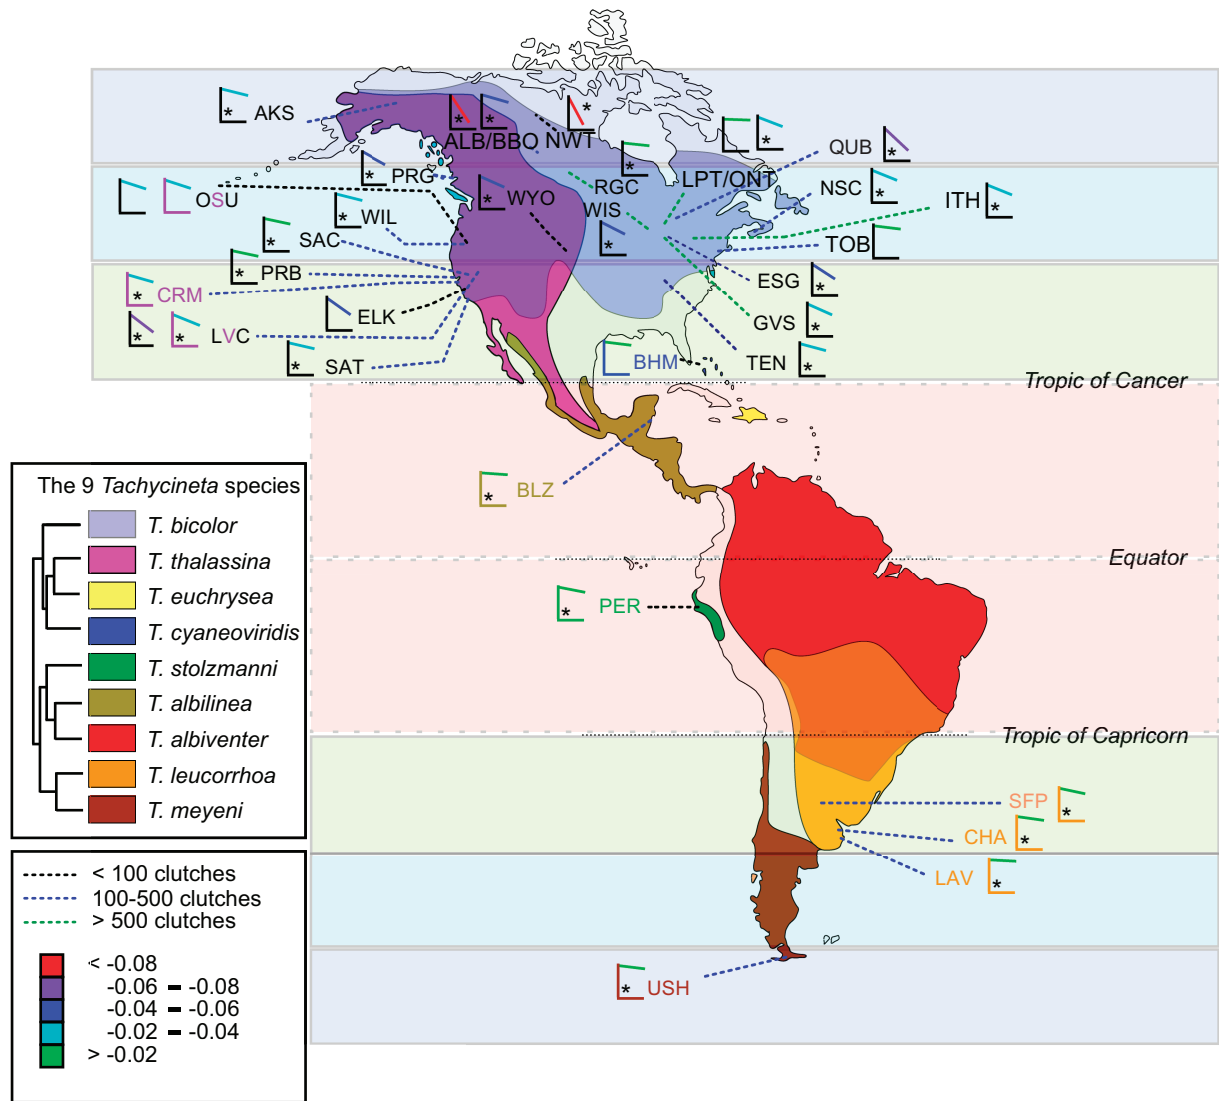 AKS
ALB/BBO
NWT
QUB
PRG
WYO
RGC
LPT/ONT
NSC
ITH
OSU
WIL
WIS
SAC
TOB
PRB
ESG
CRM
ELK
GVS
LVC
SAT
BHM
TEN
Tropic of Cancer
BLZ
The 9 Tachycineta species
T. bicolor
T. thalassina
T. euchrysea
T. cyaneoviridis
T. stolzmanni
T. albilinea
T. albiventer
T. leucorrhoa
T. meyeni
Equator
PER
Tropic of Capricorn
SFP
CHA
LAV
USH
< 100 clutches
100-500 clutches
> 500 clutches
< -0.08
-0.06 - -0.08
-0.04 - -0.06
-0.02 - -0.04
> -0.02